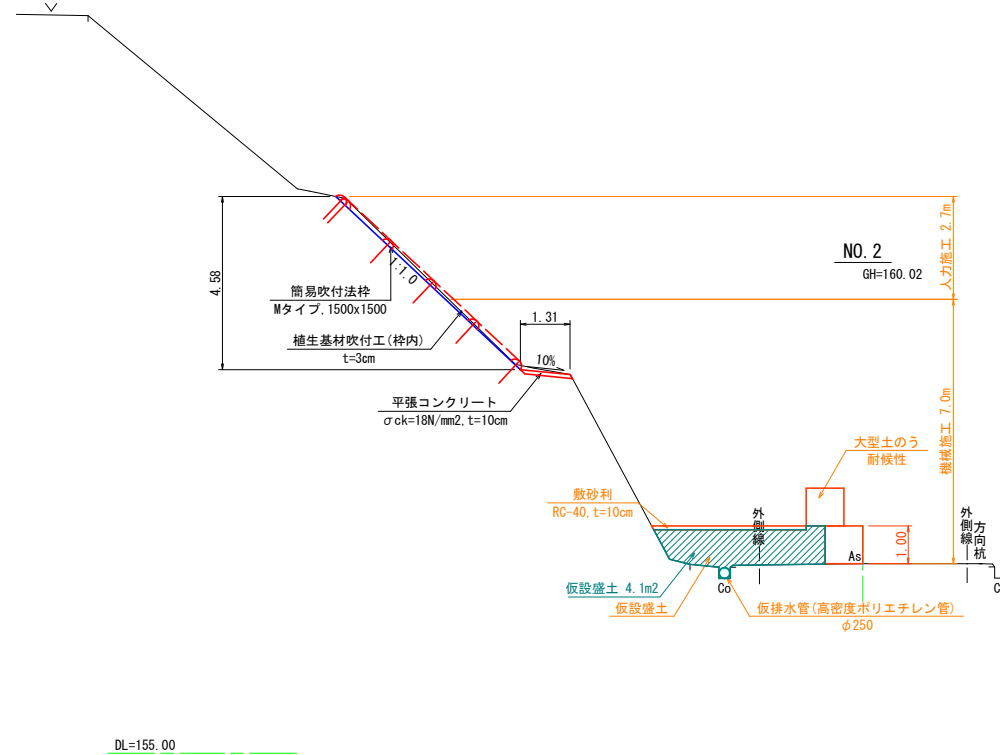 4.58
1:1.0
簡易吹付法枠
Mタイプ,1500x1500
植生基材吹付工(枠内)
t=3cm
1.31
10%
平張コンクリート
σck=18N/mm2,t=10cm
NO.2
GH=160.02
人力施工 2.7m
機械施工 7.0m
大型土のう
耐候性
敷砂利
RC-40,t=10cm
外側線
外側線
方向杭
1.00
As
Co
C
仮設盛土 4.1m2
仮設盛土
仮排水管(高密度ポリエチレン管)
φ250
DL=155.00